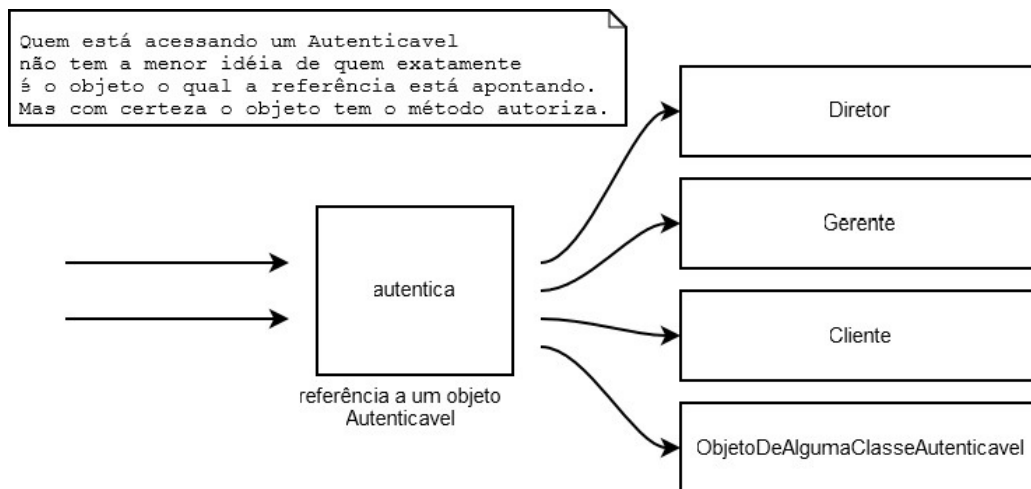 Quem está acessando um Autenticavel
não tem a menor idéia de quem exatamente
é o objeto o qual a referência está apontando.
Mas com certeza o objeto tem o método autoriza.
Diretor
Gerente
autentica
Cliente
referência a um objeto
Autenticavel
ObjetoDeAlgumaClasseAutenticavel